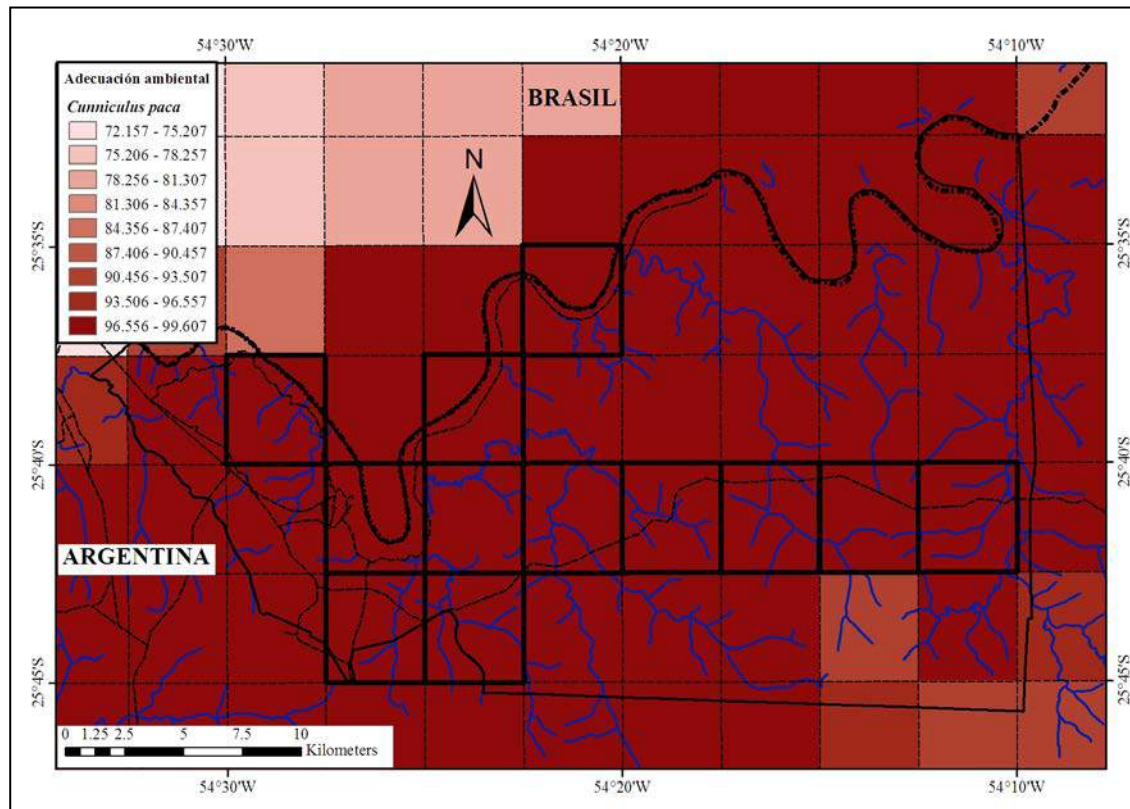 54°30'W 54°20'W 54°10'W
Adecuación ambiental
Cunniculus paca
72.157 - 75.207
75.206 - 78.257
78.256 - 81.307
81.306 - 84.357
84.356 - 87.407
87.406 - 90.457
90.456 - 93.507
93.506 - 96.557
96.556 - 99.607
BRASIL
N
25°35'S 25°35'S
25°40'S 25°40'S
ARGENTINA
25°45'S 25°45'S
0 1.25 2.5 5 7.5 10
Kilometers
54°30'W 54°20'W 54°10'W